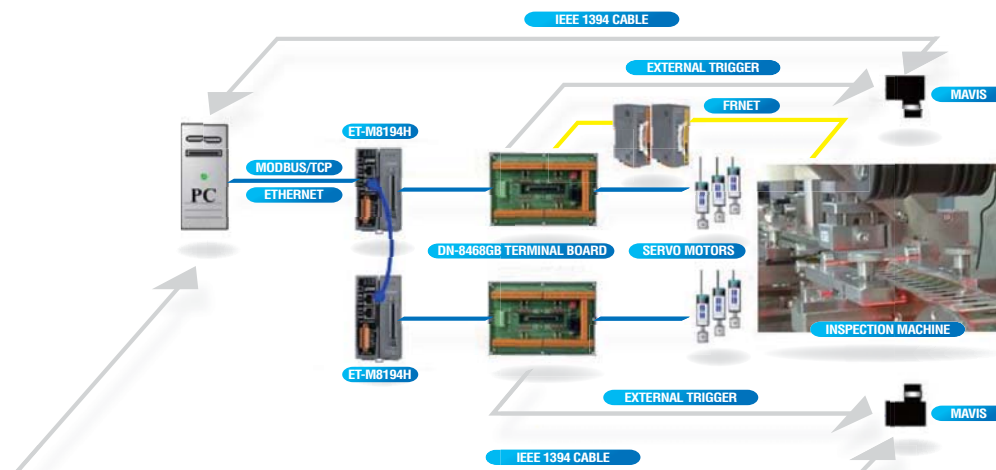 IEEE 1394 CABLE
EXTERNAL TRIGGER
MAVIS
FRNET
ET-M8194H
MODBUS/TCP
PC
ETHERNET
DN-8468GB TERMINAL BOARD
SERVO MOTORS
INSPECTION MACHINE
ET-M8194H
EXTERNAL TRIGGER
MAVIS
IEEE 1394 CABLE